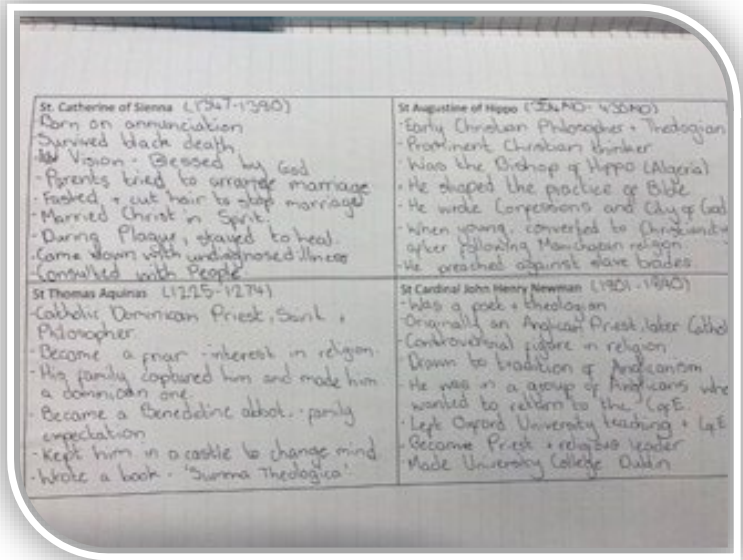 St. Catherine of Sienna (1347-1380)
Born on annunciation
Survived black death
Vision - Blessed by God
- Parents tried to arrange marriage
- Fasted + cut hair to stop marriage
- Married Christ in Spirit.
- During Plague, stayed to heal.
- Came down with undiagnosed illness
- Consulted with People
St Augustine of Hippo
- Early Christian Philosopher + Theologian
- Prominent Christian thinker
- Was the Bishop of Hippo (Algeria)
- He shaped the practice of Bible
- He wrote Confessions and City of God
- When young, converted to Christianity
after following religion
- He preached against slave trades
St Thomas Aquinas (1225-1274)
- Catholic Dominican Priest, Saint +
Philosopher
- Became a friar - interest in religion
- His family captured him and made him
a one
- Became a abbot - family
expectation
- Kept him in a castle to change mind
- Wrote a book - 'Summa Theologica'
St Cardinal John Henry Newman
- Was a poet + theologian
- Originally an Anglican Priest, later
- Controversial figure in religion
- Drawn to tradition of Anglicanism
- He was in a group of Anglicans who
wanted to return to the CofE.
- Left Oxford University teaching + CofE
- Became Priest + religious leader
- Made University College Dublin